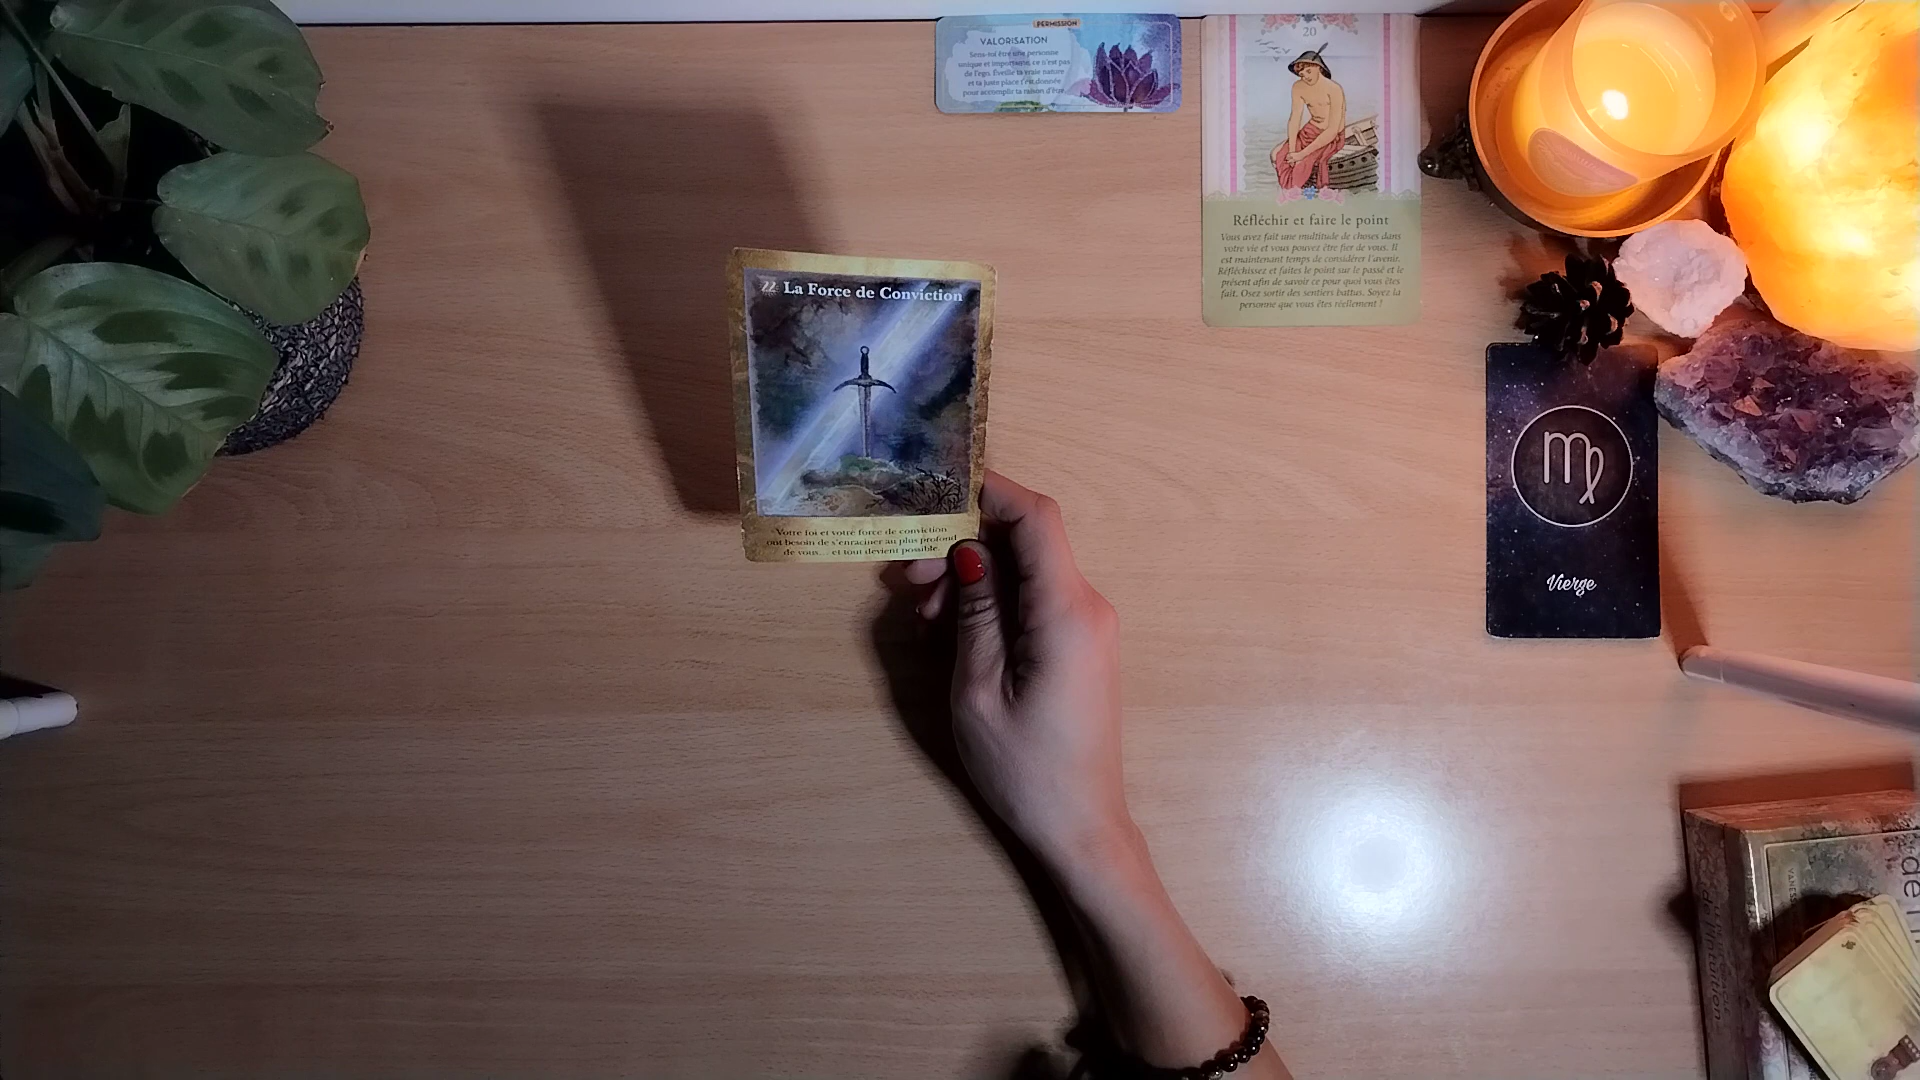 PERMISSION
VALORISATION
Sens-toi être une personne
unique et importante, ce n'est pas
de l'ego. Éveille ta vraie nature
et ta juste place t'est donnée
pour accomplir ta raison d'être.
20
Réfléchir et faire le point
Vous avez fait une multitude de choses dans
votre vie et vous pouvez être fier de vous. Il
est maintenant temps de considérer l'avenir.
Réfléchissez et faites le point sur le passé et le
présent afin de savoir ce pour quoi vous êtes
fait. Osez sortir des sentiers battus. Soyez la
personne que vous êtes réellement !
22 La Force de Conviction
Votre foi et votre force de conviction
ont besoin de s'enraciner au plus profond
de vous... et tout devient possible.
Vierge
de l'intuition